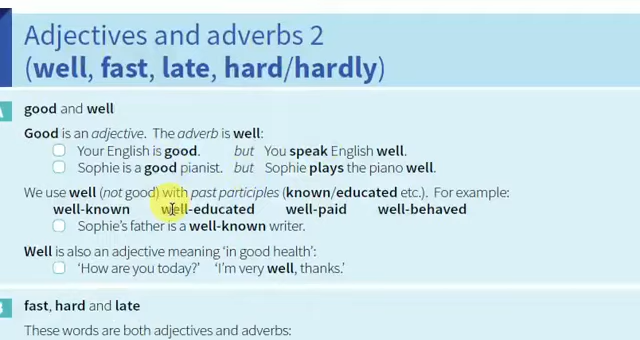 Adjectives and adverbs 2
(well, fast, late, hard/hardly)
good and well
Good is an adjective. The adverb is well:
Your English is good. but You speak English well.
Sophie is a good pianist. but Sophie plays the piano well.
We use well (not good) with past participles (known/educated etc.). For example:
well-known well-educated well-paid well-behaved
Sophie's father is a well-known writer.
Well is also an adjective meaning 'in good health':
'How are you today?' 'I'm very well, thanks.'
fast, hard and late
These words are both adjectives and adverbs: